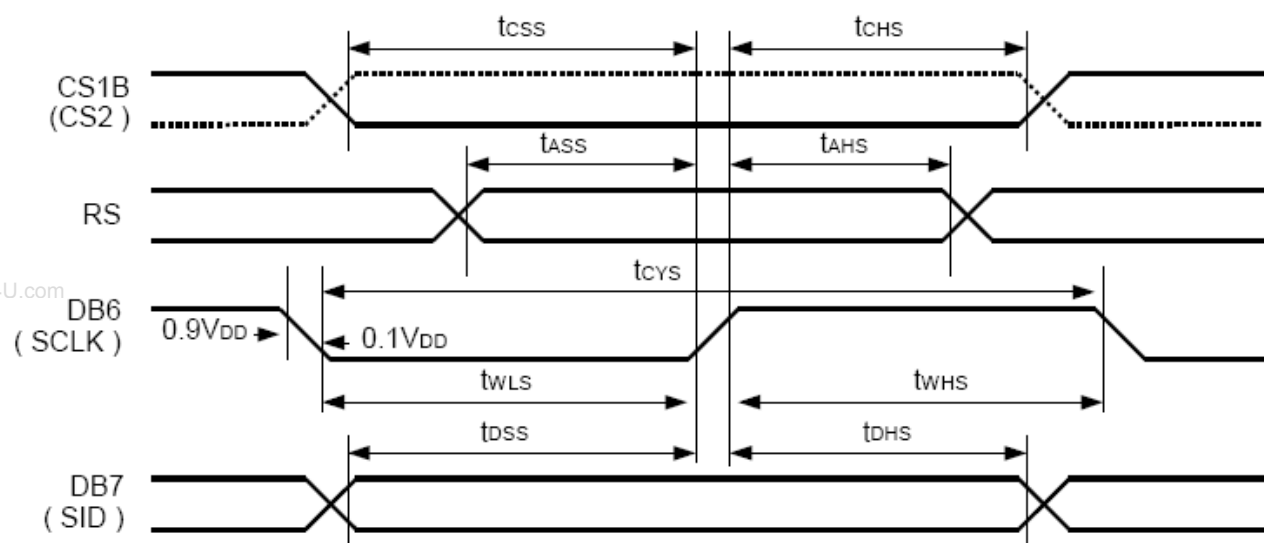 tCSS tCHS
CS1B
(CS2 )
tASS tAHS
RS
tCYS
-U.com
DB6
( SCLK )
0.9VDD 0.1VDD
tWLS tWHS
tDSS tDHS
DB7
( SID )